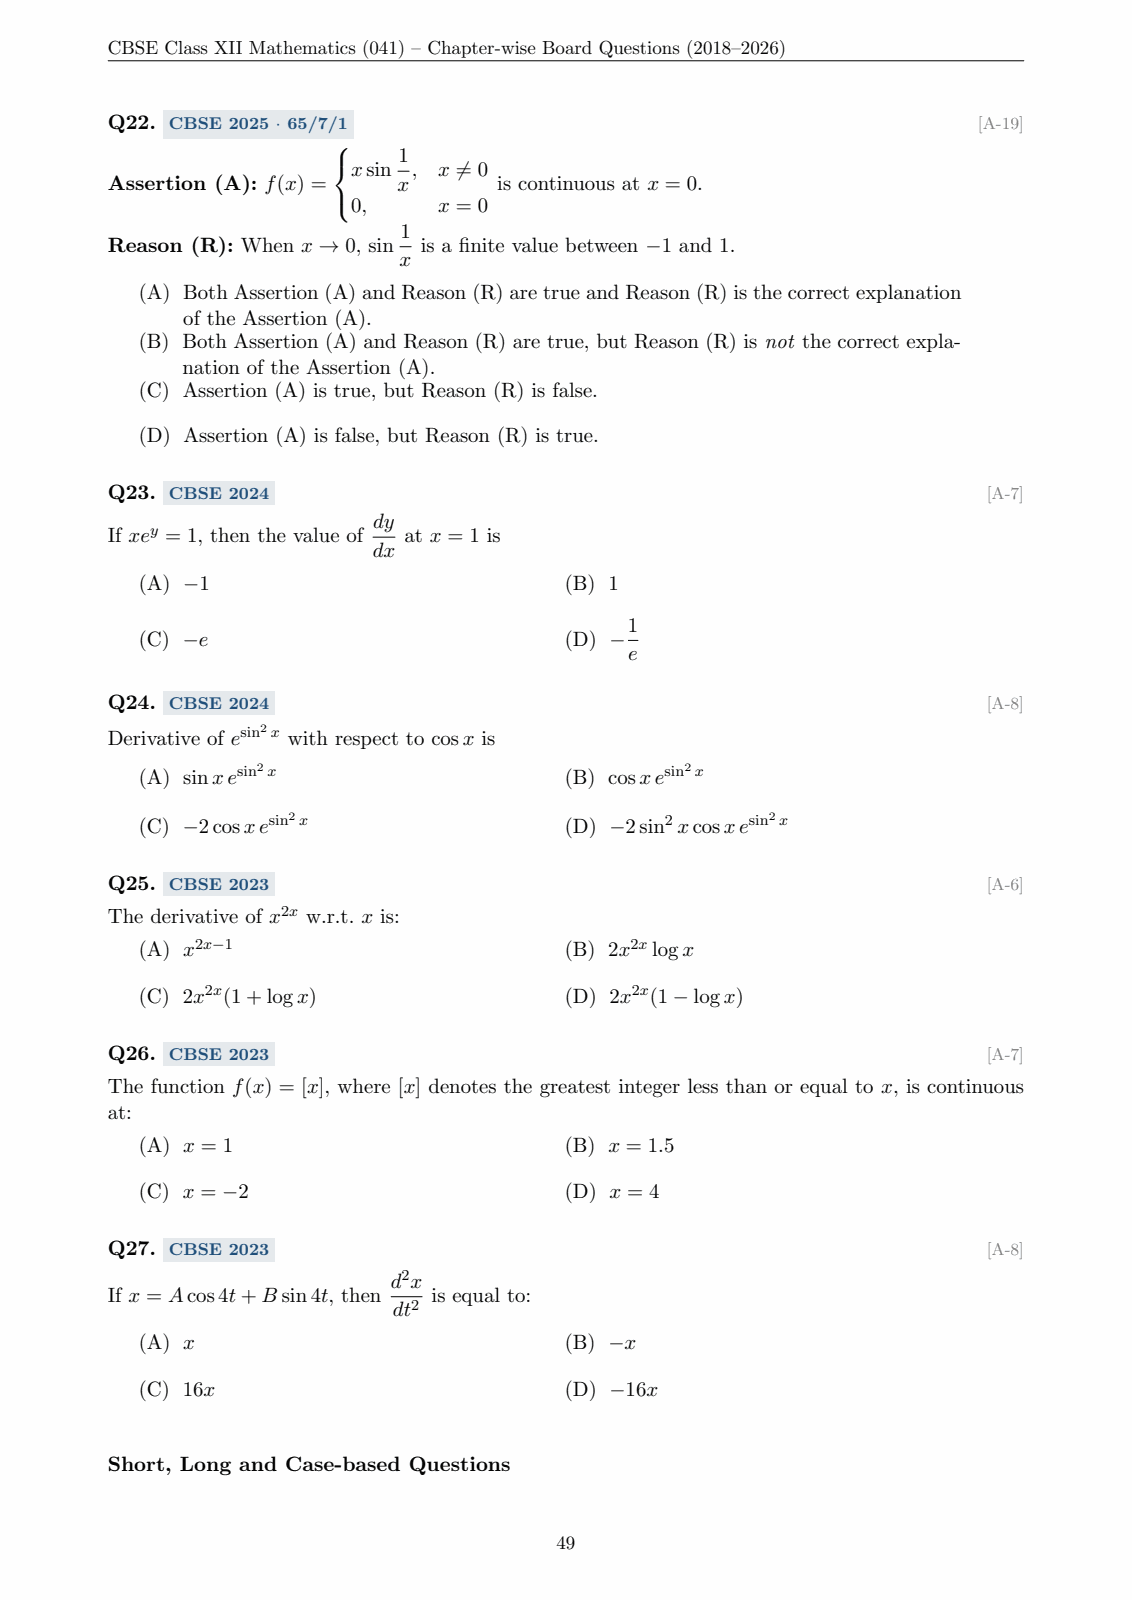 CBSE Class XII Mathematics (041) – Chapter-wise Board Questions (2018–2026)
Q22. CBSE 2025 · 65/7/1 [A-19]
Assertion (A): f(x) = { x sin 1/x, x ≠ 0
0, x = 0 is continuous at x = 0.
Reason (R): When x → 0, sin 1/x is a finite value between −1 and 1.
(A) Both Assertion (A) and Reason (R) are true and Reason (R) is the correct explanation
of the Assertion (A).
(B) Both Assertion (A) and Reason (R) are true, but Reason (R) is not the correct expla-
nation of the Assertion (A).
(C) Assertion (A) is true, but Reason (R) is false.
(D) Assertion (A) is false, but Reason (R) is true.
Q23. CBSE 2024 [A-7]
If xe^y = 1, then the value of dy/dx at x = 1 is
(A) −1 (B) 1
(C) −e (D) −1/e
Q24. CBSE 2024 [A-8]
Derivative of e^{sin² x} with respect to cos x is
(A) sin x e^{sin² x} (B) cos x e^{sin² x}
(C) −2 cos x e^{sin² x} (D) −2 sin² x cos x e^{sin² x}
Q25. CBSE 2023 [A-6]
The derivative of x^{2x} w.r.t. x is:
(A) x^{2x−1} (B) 2x^{2x} log x
(C) 2x^{2x}(1 + log x) (D) 2x^{2x}(1 − log x)
Q26. CBSE 2023 [A-7]
The function f(x) = [x], where [x] denotes the greatest integer less than or equal to x, is continuous
at:
(A) x = 1 (B) x = 1.5
(C) x = −2 (D) x = 4
Q27. CBSE 2023 [A-8]
If x = A cos 4t + B sin 4t, then d²x/dt² is equal to:
(A) x (B) −x
(C) 16x (D) −16x
Short, Long and Case-based Questions
49